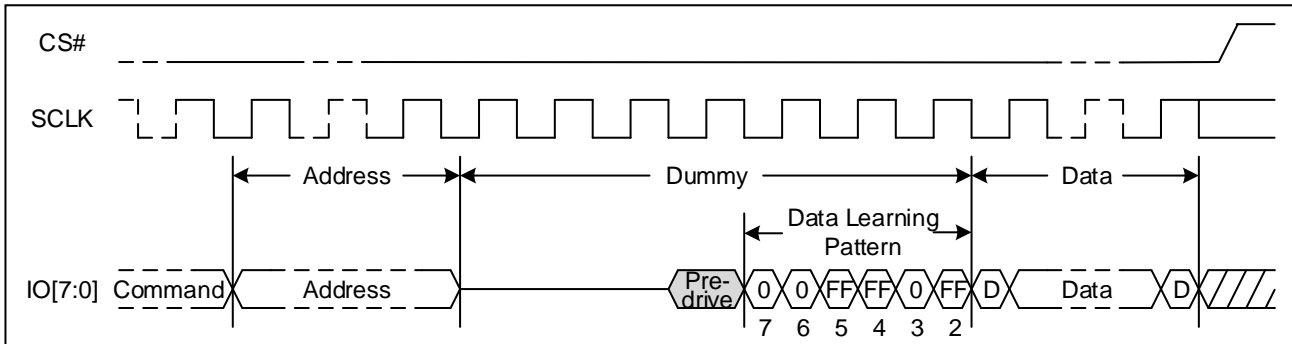 CS#
SCLK
Address Dummy Data
Data Learning
Pattern
IO[7:0] Command Address Pre-
drive 0 0 FF FF 0 FF D Data D
7 6 5 4 3 2